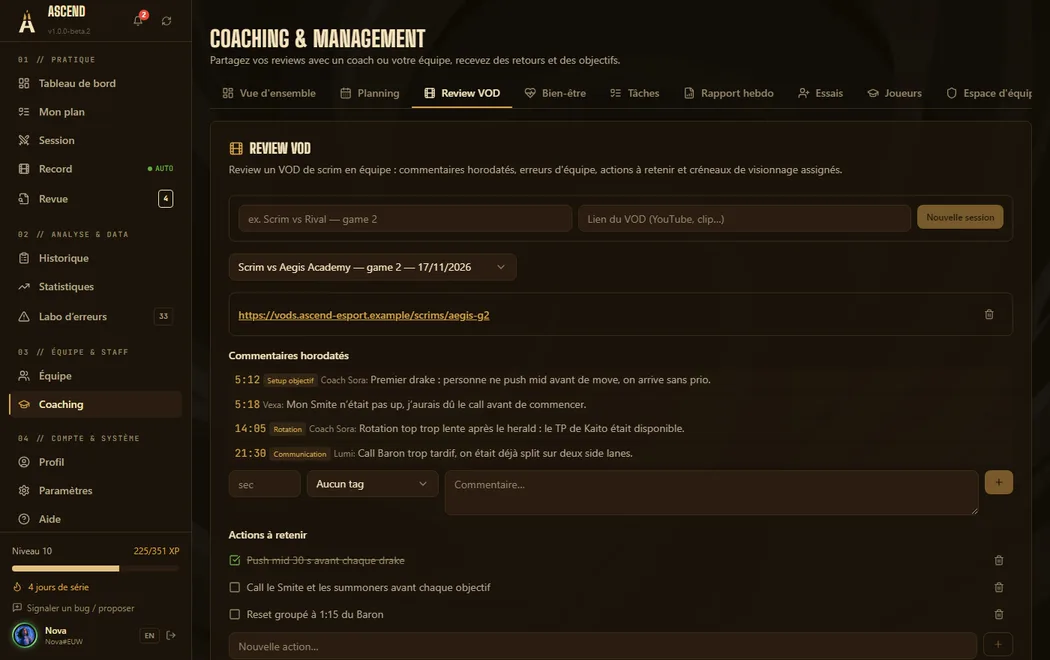 ASCEND
v1.0.0-beta.2
2
01 // PRATIQUE
Tableau de bord
Mon plan
Session
Record
AUTO
Revue
4
02 // ANALYSE & DATA
Historique
Statistiques
Labo d'erreurs
33
03 // ÉQUIPE & STAFF
Équipe
Coaching
04 // COMPTE & SYSTÈME
Profil
Paramètres
Aide
Niveau 10
225/351 XP
4 jours de série
Signaler un bug / proposer
Nova
Nova#EUW
EN
COACHING & MANAGEMENT
Partagez vos reviews avec un coach ou votre équipe, recevez des retours et des objectifs.
Vue d'ensemble
Planning
Review VOD
Bien-être
Tâches
Rapport hebdo
Essais
Joueurs
Espace d'équip
REVIEW VOD
Review un VOD de scrim en équipe : commentaires horodatés, erreurs d'équipe, actions à retenir et créneaux de visionnage assignés.
ex. Scrim vs Rival — game 2
Lien du VOD (YouTube, clip...)
Nouvelle session
Scrim vs Aegis Academy — game 2 — 17/11/2026
https://vods.ascend-esport.example/scrims/aegis-g2
Commentaires horodatés
5:12 Setup objectif Coach Sora: Premier drake : personne ne push mid avant de move, on arrive sans prio.
5:18 Vexa: Mon Smite n'était pas up, j'aurais dû le call avant de commencer.
14:05 Rotation Coach Sora: Rotation top trop lente après le herald : le TP de Kaito était disponible.
21:30 Communication Lumi: Call Baron trop tardif, on était déjà split sur deux side lanes.
sec
Aucun tag
Commentaire...
+
Actions à retenir
Push mid 30 s avant chaque drake
Call le Smite et les summoners avant chaque objectif
Reset groupé à 1:15 du Baron
Nouvelle action...
+